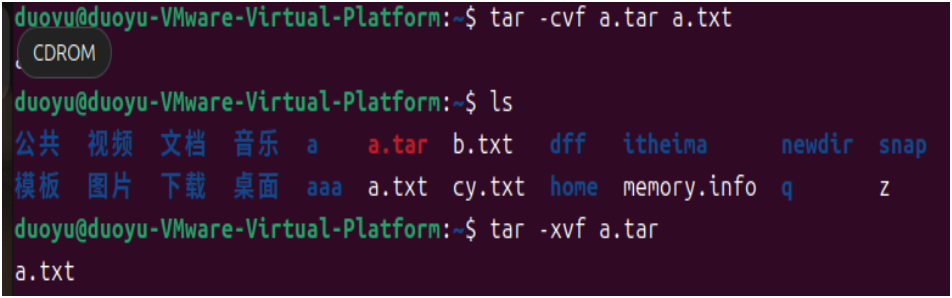 duoyu@duoyu-VMware-Virtual-Platform:~$ tar -cvf a.tar a.txt
CDROM
duoyu@duoyu-VMware-Virtual-Platform:~$ ls
公共 视频 文档 音乐 a a.tar b.txt dff itheima newdir snap
模板 图片 下载 桌面 aaa a.txt cy.txt home memory.info q z
duoyu@duoyu-VMware-Virtual-Platform:~$ tar -xvf a.tar
a.txt